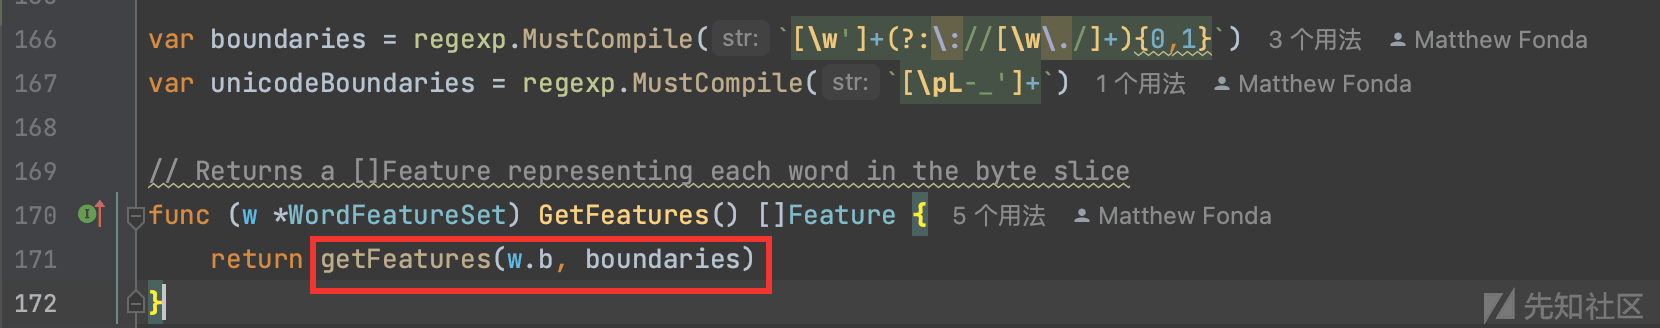 166 var boundaries = regexp.MustCompile( str: `[\w']+(?:\://[\w\./]+){0,1}`) 3 个用法 Matthew Fonda
167 var unicodeBoundaries = regexp.MustCompile( str: `[\pL-_']+`) 1 个用法 Matthew Fonda
168
169 // Returns a []Feature representing each word in the byte slice
170 func (w *WordFeatureSet) GetFeatures() []Feature { 5 个用法 Matthew Fonda
171 return getFeatures(w.b, boundaries)
172 }
先知社区